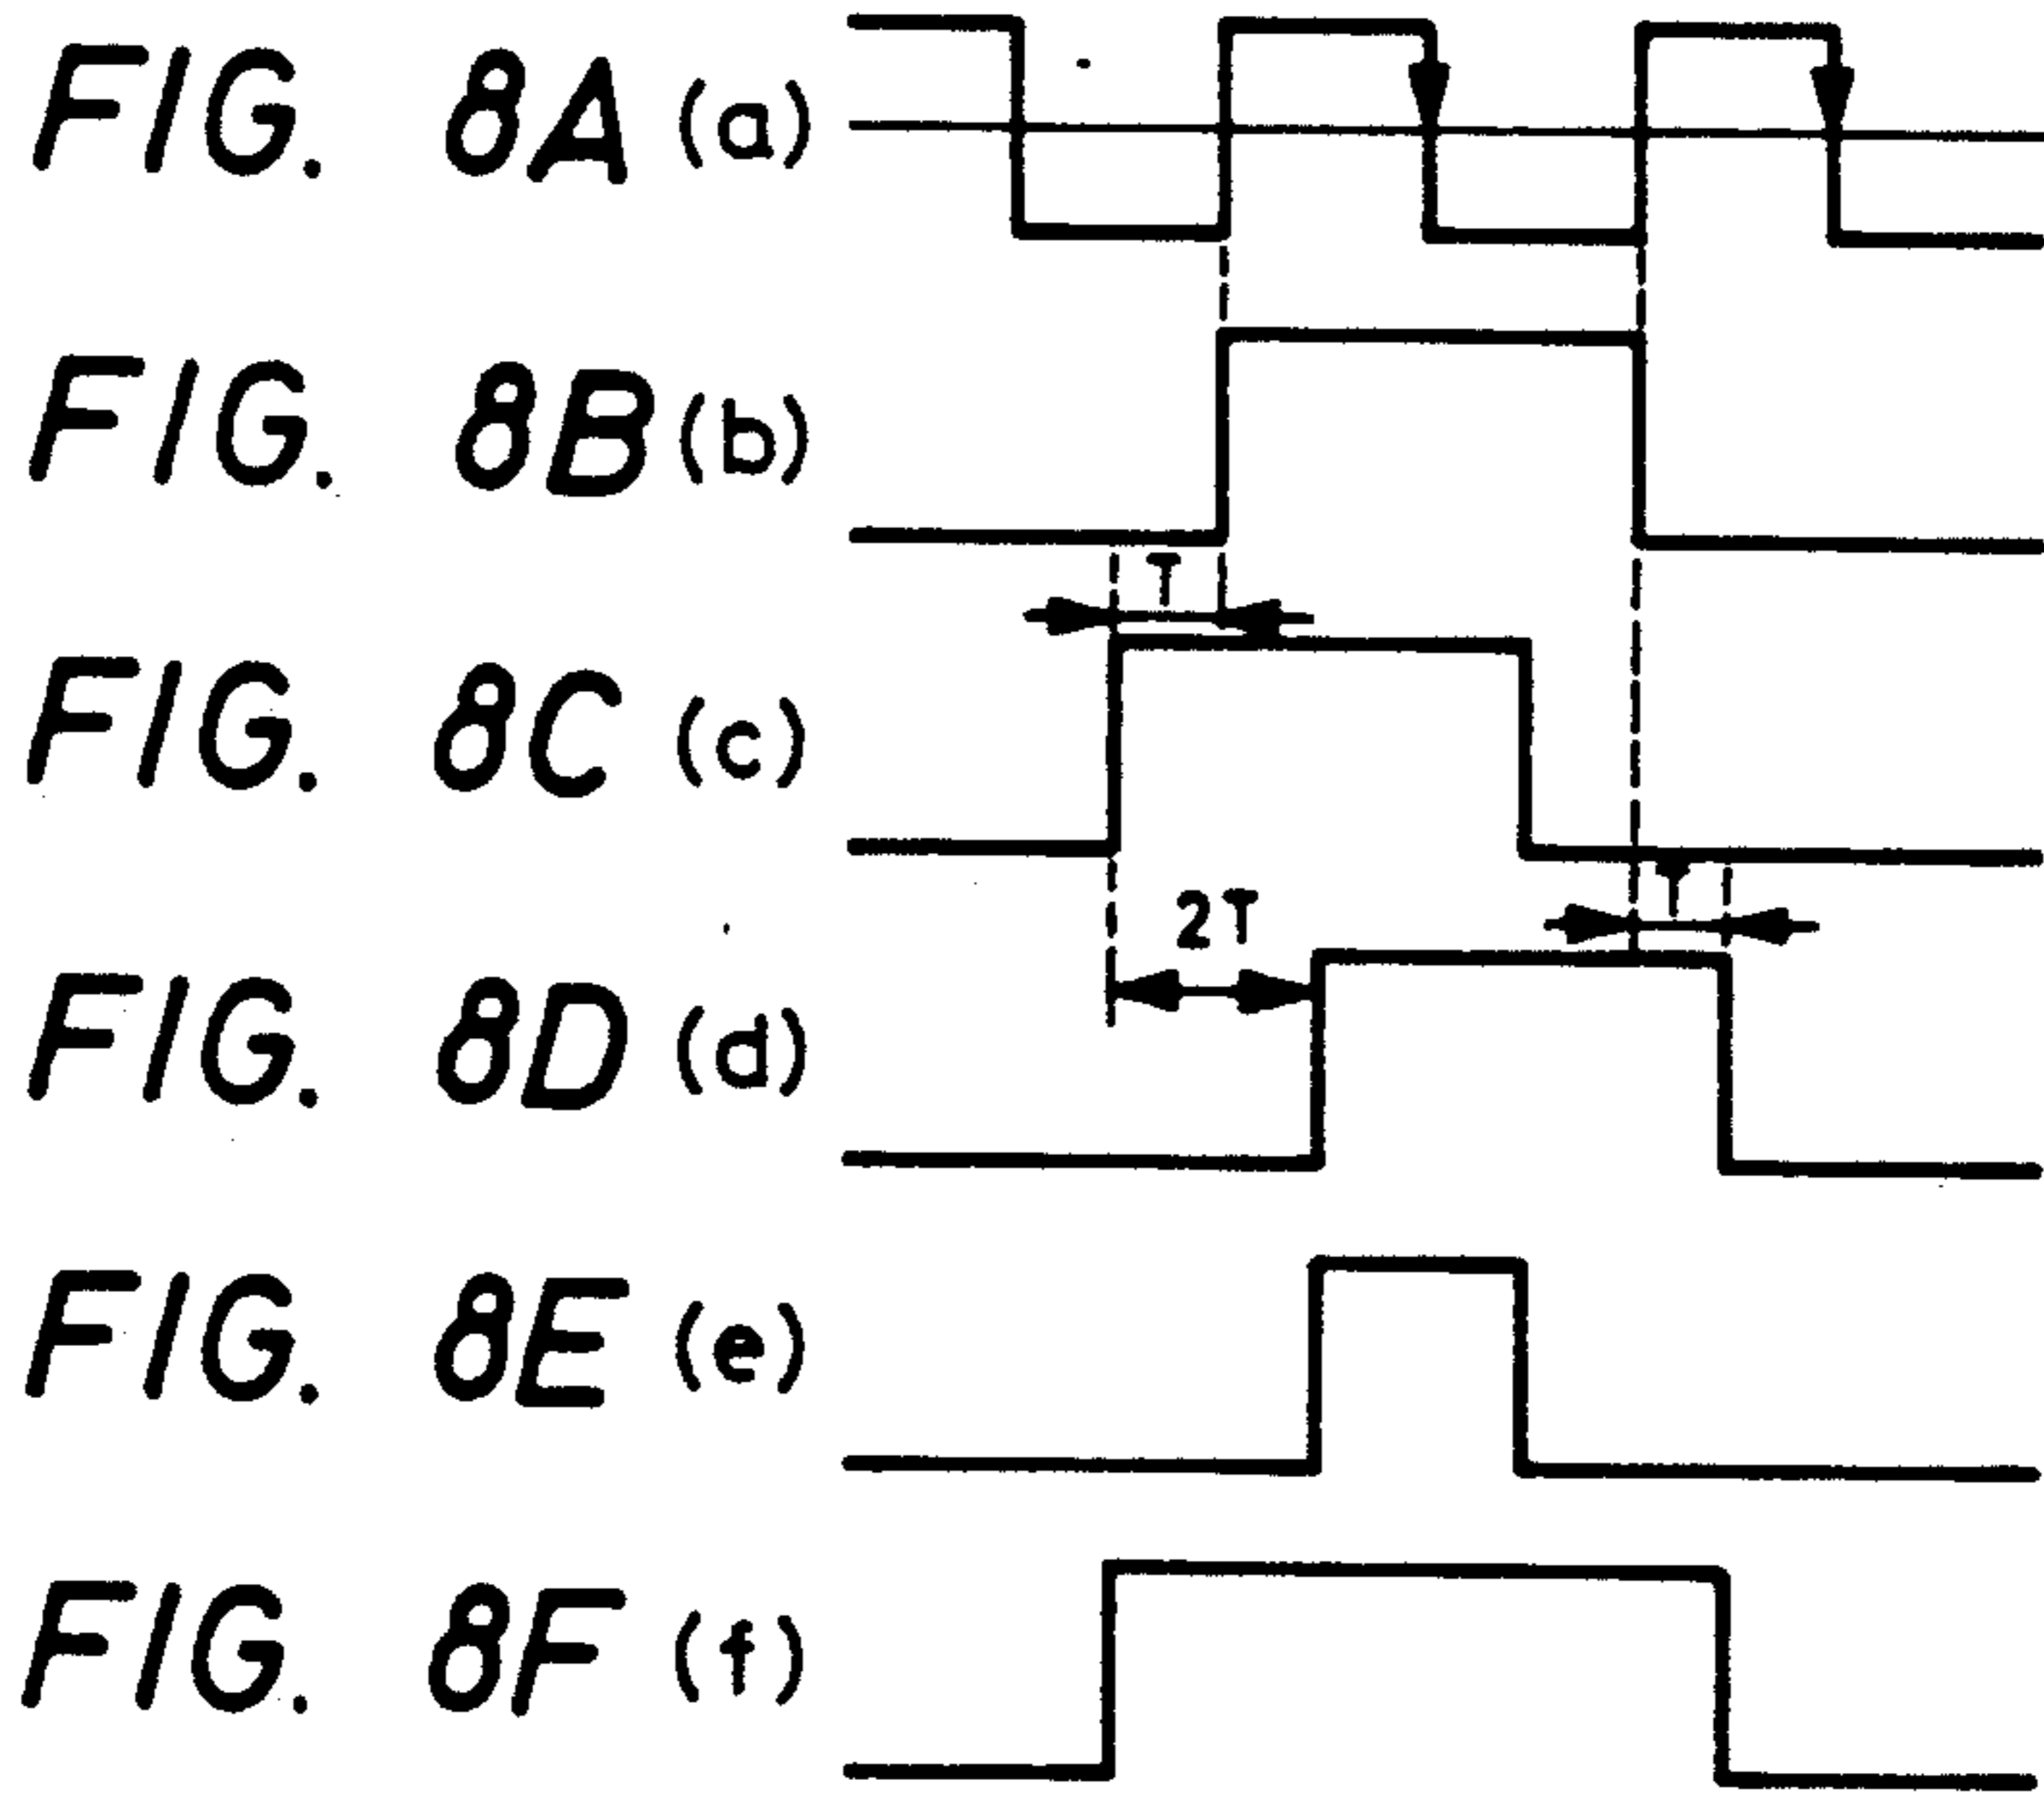 FIG. 8A (a)
FIG. 8B (b)
T
FIG. 8C (c)
T
2T
FIG. 8D (d)
FIG. 8E (e)
FIG. 8F (f)